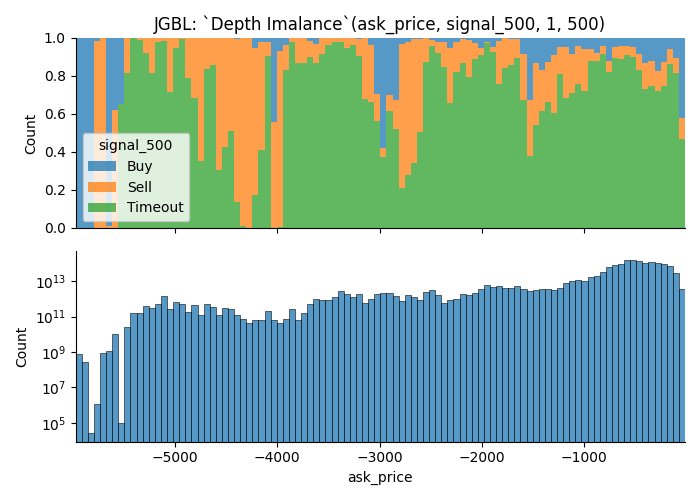 JGBL: `Depth Imalance`(ask_price, signal_500, 1, 500)
1.0
0.8
0.6
0.4
0.2
0.0
Count
signal_500
Buy
Sell
Timeout
10^13
10^11
10^9
10^7
10^5
Count
−5000
−4000
−3000
−2000
−1000
ask_price